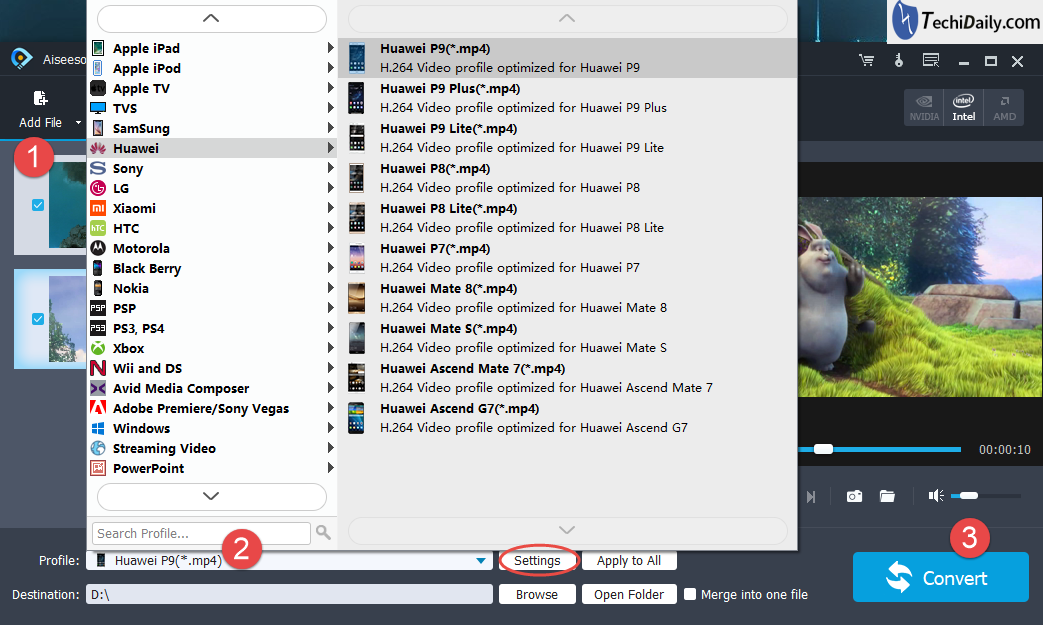 TechiDaily.com
Aiseeso
Add File
1
NVIDIA
intel
Intel
AMD
Apple iPad
Apple iPod
Apple TV
TVS
SamSung
Huawei
Sony
LG
Xiaomi
HTC
Motorola
Black Berry
Nokia
PSP
PS3, PS4
Xbox
Wii and DS
Avid Media Composer
Adobe Premiere/Sony Vegas
Windows
Streaming Video
PowerPoint
Search Profile...
Huawei P9(*.mp4)
H.264 Video profile optimized for Huawei P9
Huawei P9 Plus(*.mp4)
H.264 Video profile optimized for Huawei P9 Plus
Huawei P9 Lite(*.mp4)
H.264 Video profile optimized for Huawei P9 Lite
Huawei P8(*.mp4)
H.264 Video profile optimized for Huawei P8
Huawei P8 Lite(*.mp4)
H.264 Video profile optimized for Huawei P8 Lite
Huawei P7(*.mp4)
H.264 Video profile optimized for Huawei P7
Huawei Mate 8(*.mp4)
H.264 Video profile optimized for Huawei Mate 8
Huawei Mate S(*.mp4)
H.264 Video profile optimized for Huawei Mate S
Huawei Ascend Mate 7(*.mp4)
H.264 Video profile optimized for Huawei Ascend Mate 7
Huawei Ascend G7(*.mp4)
H.264 Video profile optimized for Huawei Ascend G7
00:00:10
2
3
Profile: Huawei P9(*.mp4) Settings Apply to All
Convert
Destination: D:\ Browse Open Folder Merge into one file